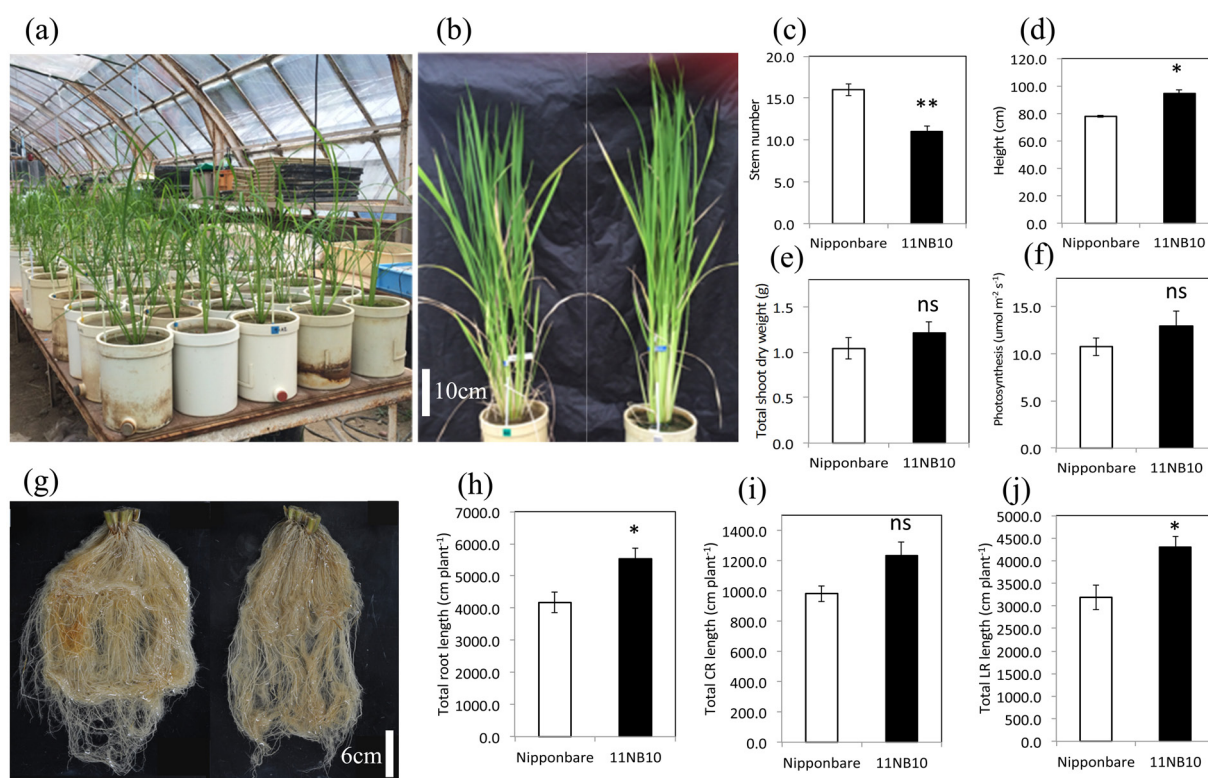 (a)
(b)
10cm
(c)
Stem number
20.0
15.0
10.0
5.0
0.0
**
Nipponbare 11NB10
(d)
Height (cm)
120.0
100.0
80.0
60.0
40.0
20.0
0.0
*
Nipponbare 11NB10
(e)
Total shoot dry weight (g)
1.5
1.0
0.5
0.0
ns
Nipponbare 11NB10
(f)
Photosynthesis (umol m⁻² s⁻¹)
15.0
10.0
5.0
0.0
ns
Nipponbare 11NB10
(g)
6cm
(h)
Total root length (cm plant⁻¹)
7000.0
6000.0
5000.0
4000.0
3000.0
2000.0
1000.0
0.0
*
Nipponbare 11NB10
(i)
Total CR length (cm plant⁻¹)
1400.0
1200.0
1000.0
800.0
600.0
400.0
200.0
0.0
ns
Nipponbare 11NB10
(j)
Total LR length (cm plant⁻¹)
5000.0
4500.0
4000.0
3500.0
3000.0
2500.0
2000.0
1500.0
1000.0
500.0
0.0
*
Nipponbare 11NB10